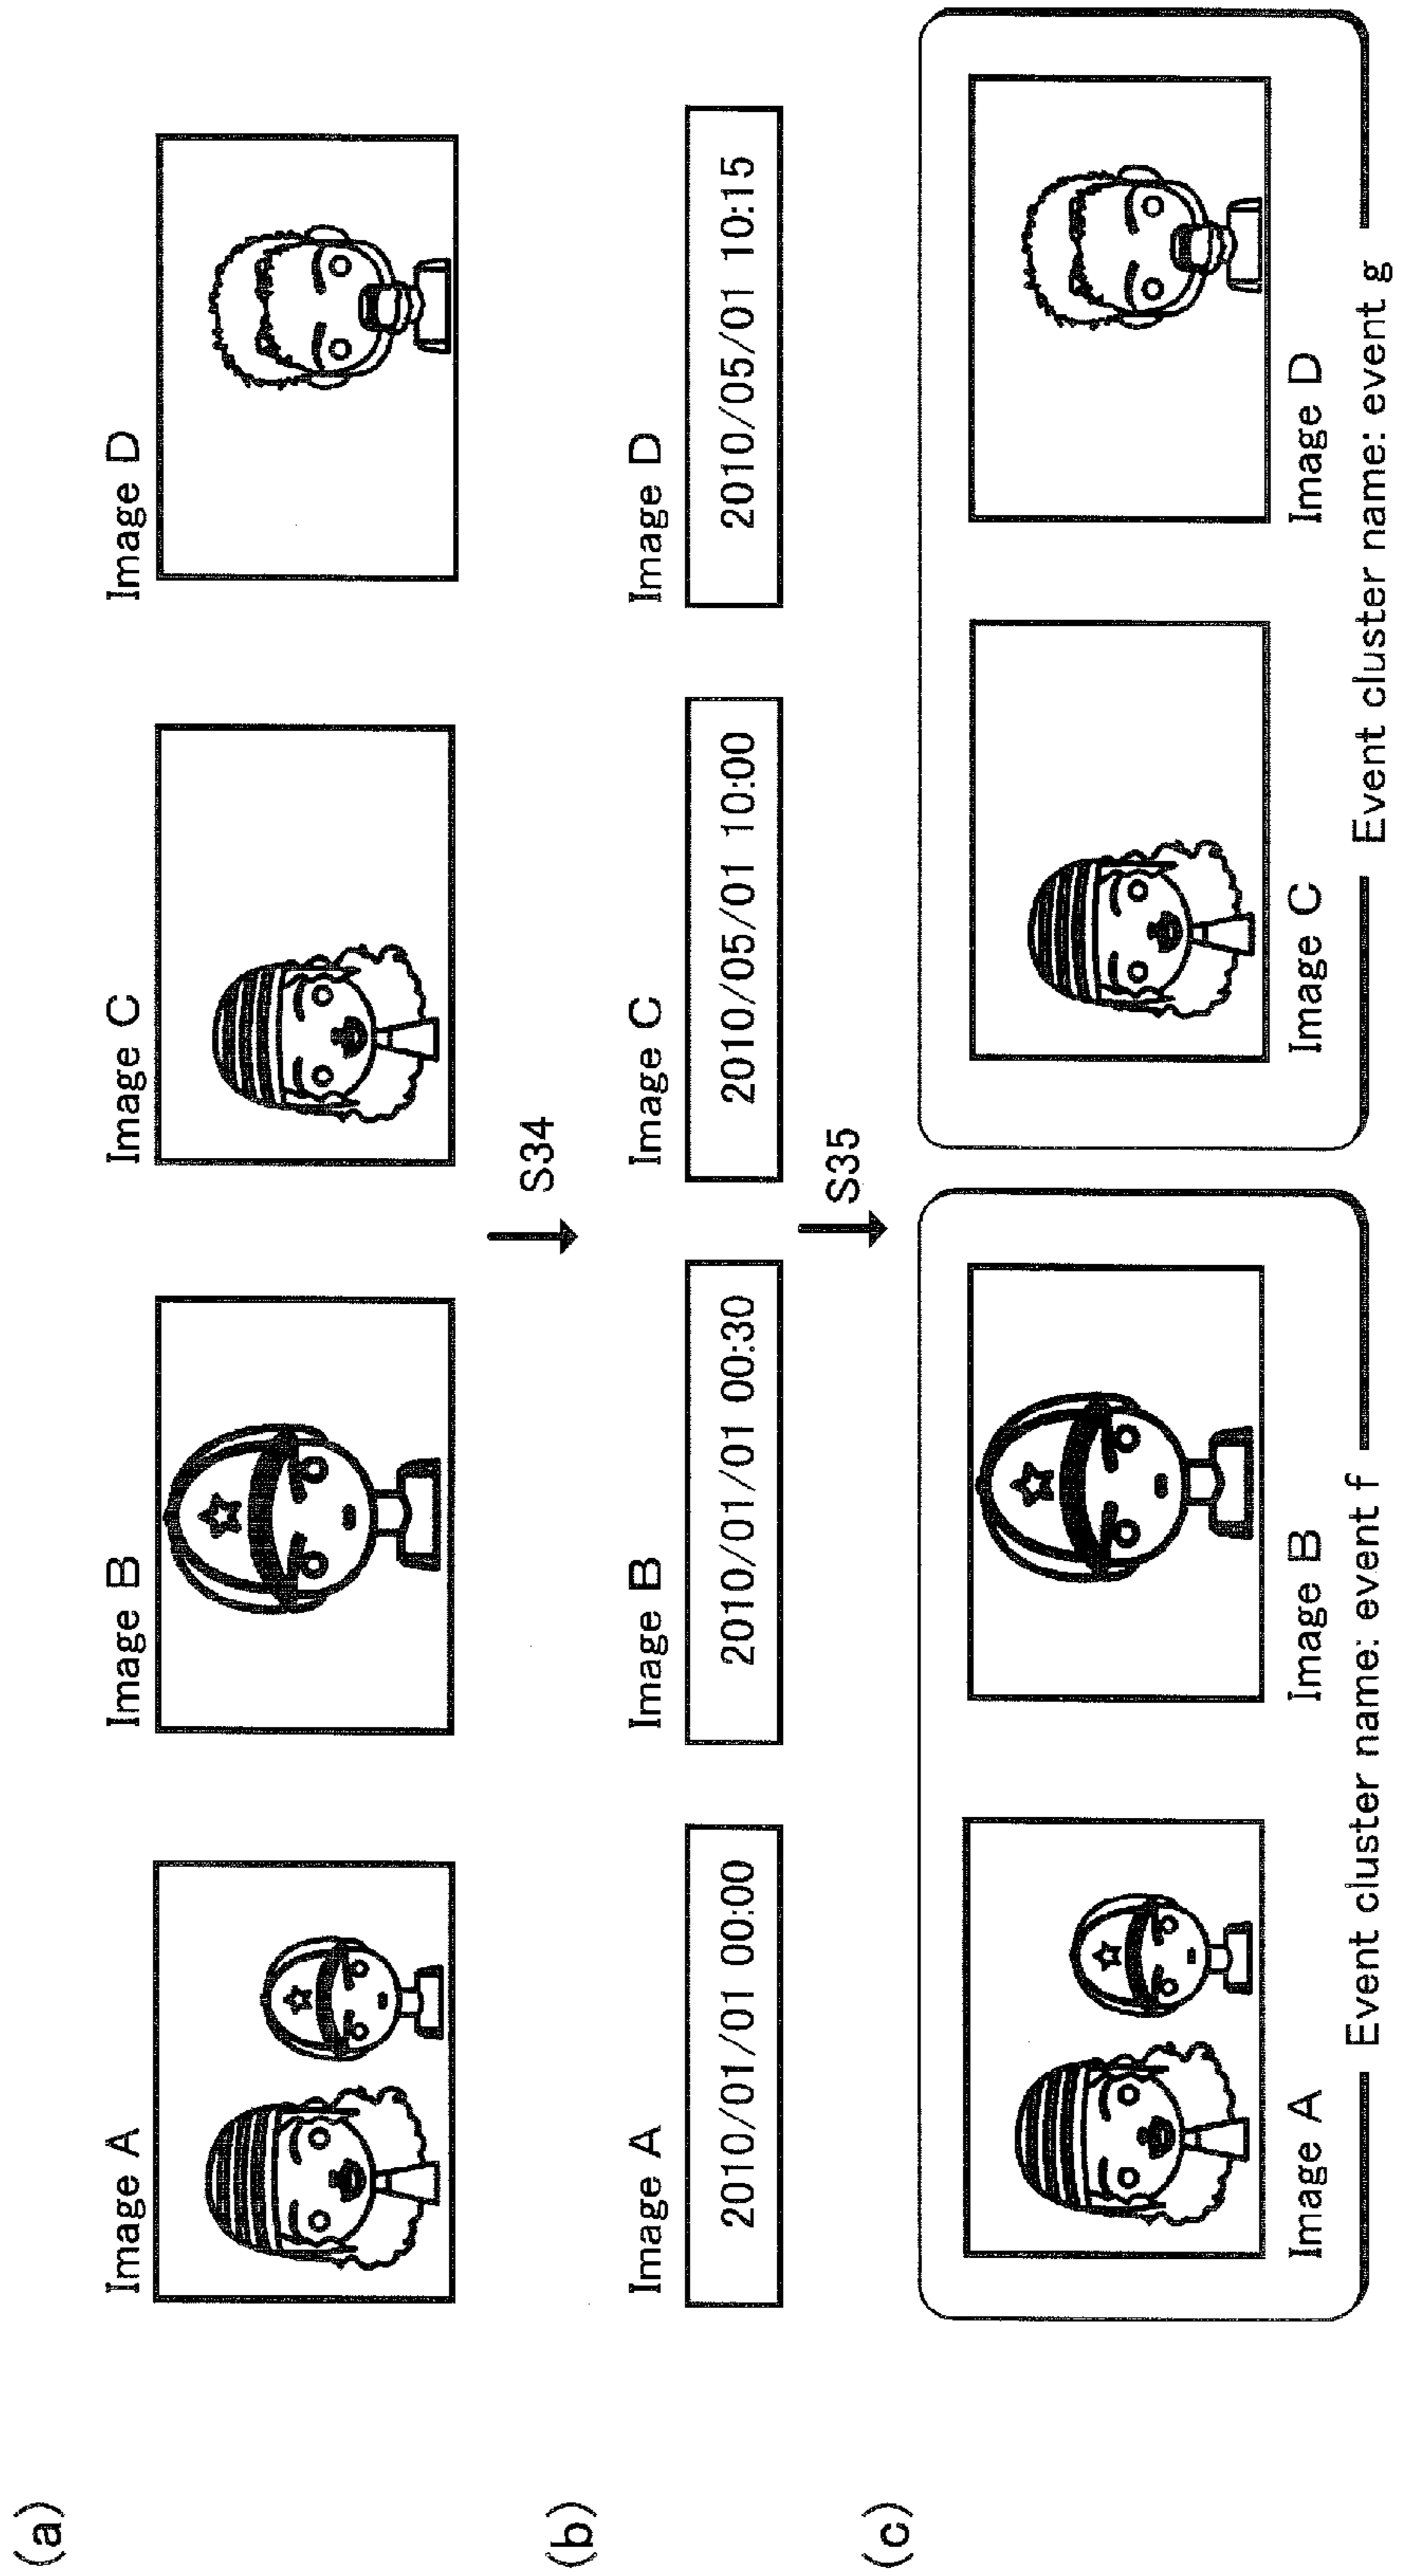 (a)
Image A
Image B
Image C
Image D
S34
(b)
Image A
Image B
Image C
Image D
2010/01/01 00:00
2010/01/01 00:30
2010/05/01 10:00
2010/05/01 10:15
S35
(c)
Image A
Image B
Image C
Image D
Event cluster name: event f
Event cluster name: event g